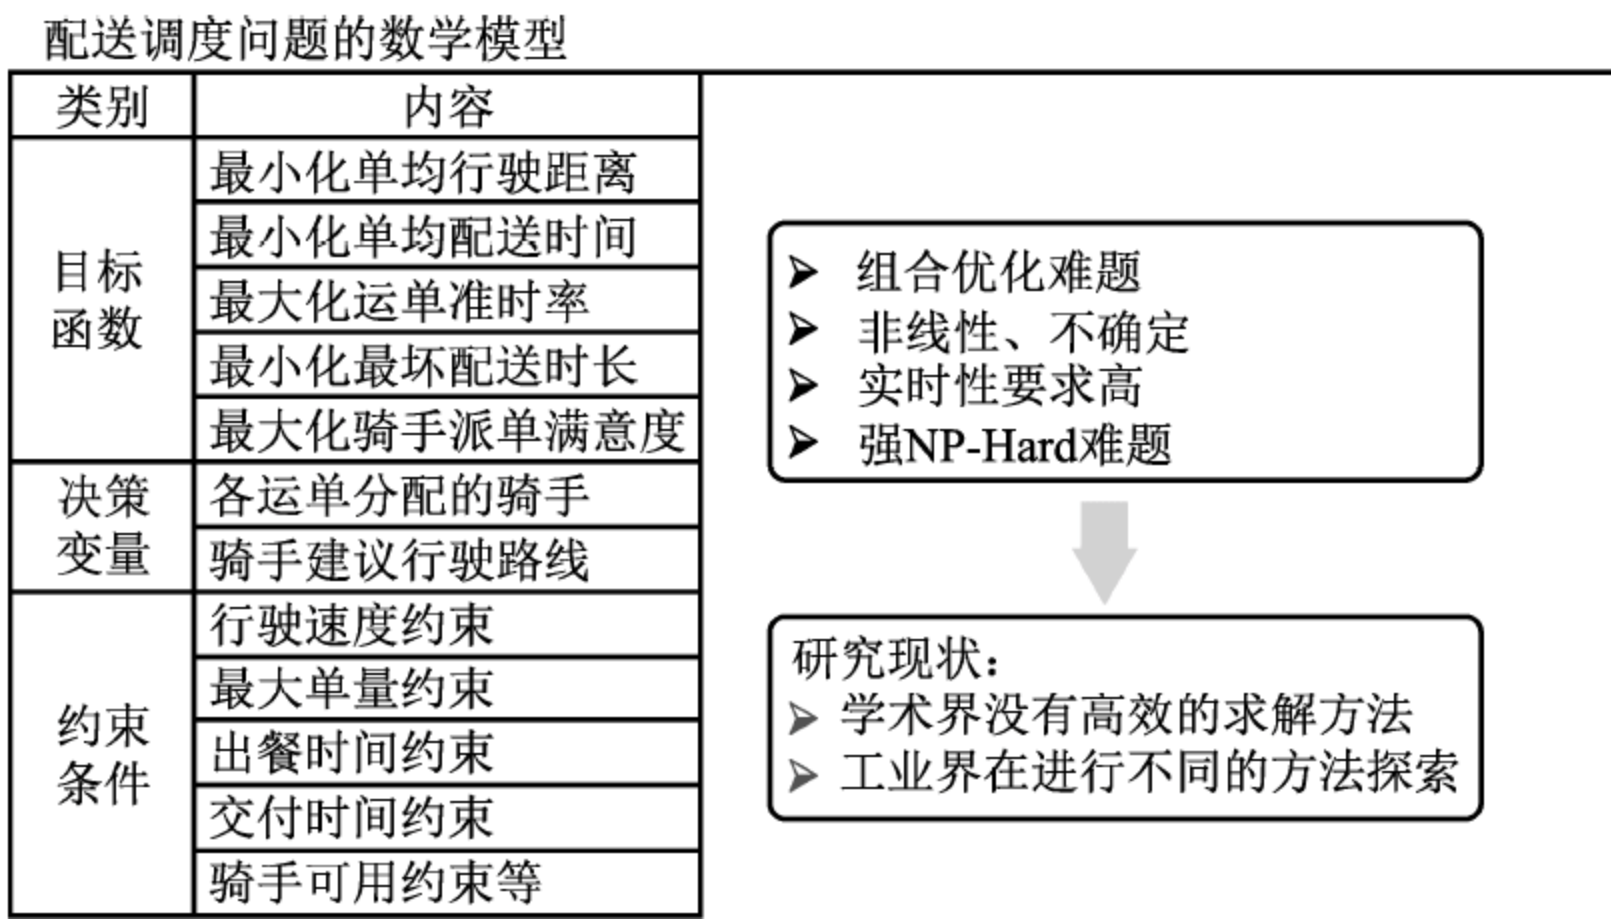 配送调度问题的数学模型
类别 内容
目标
函数
最小化单均行驶距离
最小化单均配送时间
最大化运单准时率
最小化最坏配送时长
最大化骑手派单满意度
决策
变量
各运单分配的骑手
骑手建议行驶路线
约束
条件
行驶速度约束
最大单量约束
出餐时间约束
交付时间约束
骑手可用约束等
组合优化难题
非线性、不确定
实时性要求高
强NP-Hard难题
研究现状：
学术界没有高效的求解方法
工业界在进行不同的方法探索